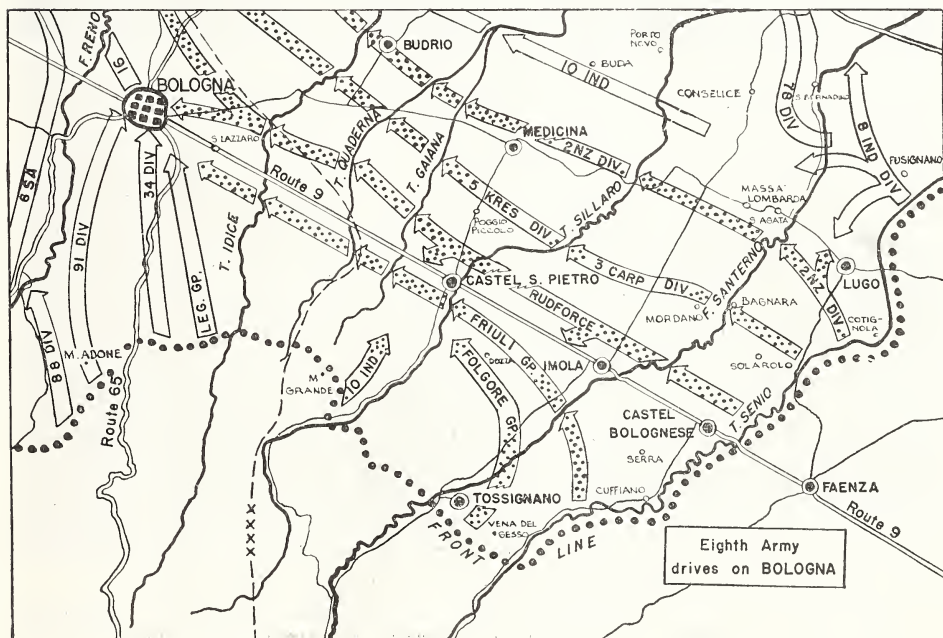 F. RENO
91
BOLOGNA
S LAZZARO
BUDRIO
T. QUADERNA
T. GAIANA
10 IND
BUDA
PORTO NOVO
CONSELICE
78 DIV
S. BERNADINO
8 IND DIV
FUSIGNANO
MEDICINA
2 NZ DIV
MASSA LOMBARDA
S. AGATA
6 SA
91 DIV
34 DIV
LEG. GP.
Route 9
T. IDICE
5 KRES DIV
POGGIO PICCOLO
T. SILLARO
3 CARP DIV
F. SANTERNO
2 NZ DIV
LUGO
COTIG-
NOLA
MORDANO
BAGNARA
SOLAROLO
CASTEL S. PIETRO
RUDFORCE
FRIULI GP.
DOZZA
IMOLA
FOLGORE GP.
88 DIV
M. ADONE
Route 65
M GRANDE
10 IND
T. SENIO
CASTEL
BOLOGNESE
SERRA
CUFFIANO
FAENZA
Route 9
TOSSIGNANO
VENA DEL
GESSO
FRONT LINE
XXXX
Eighth Army
drives on BOLOGNA